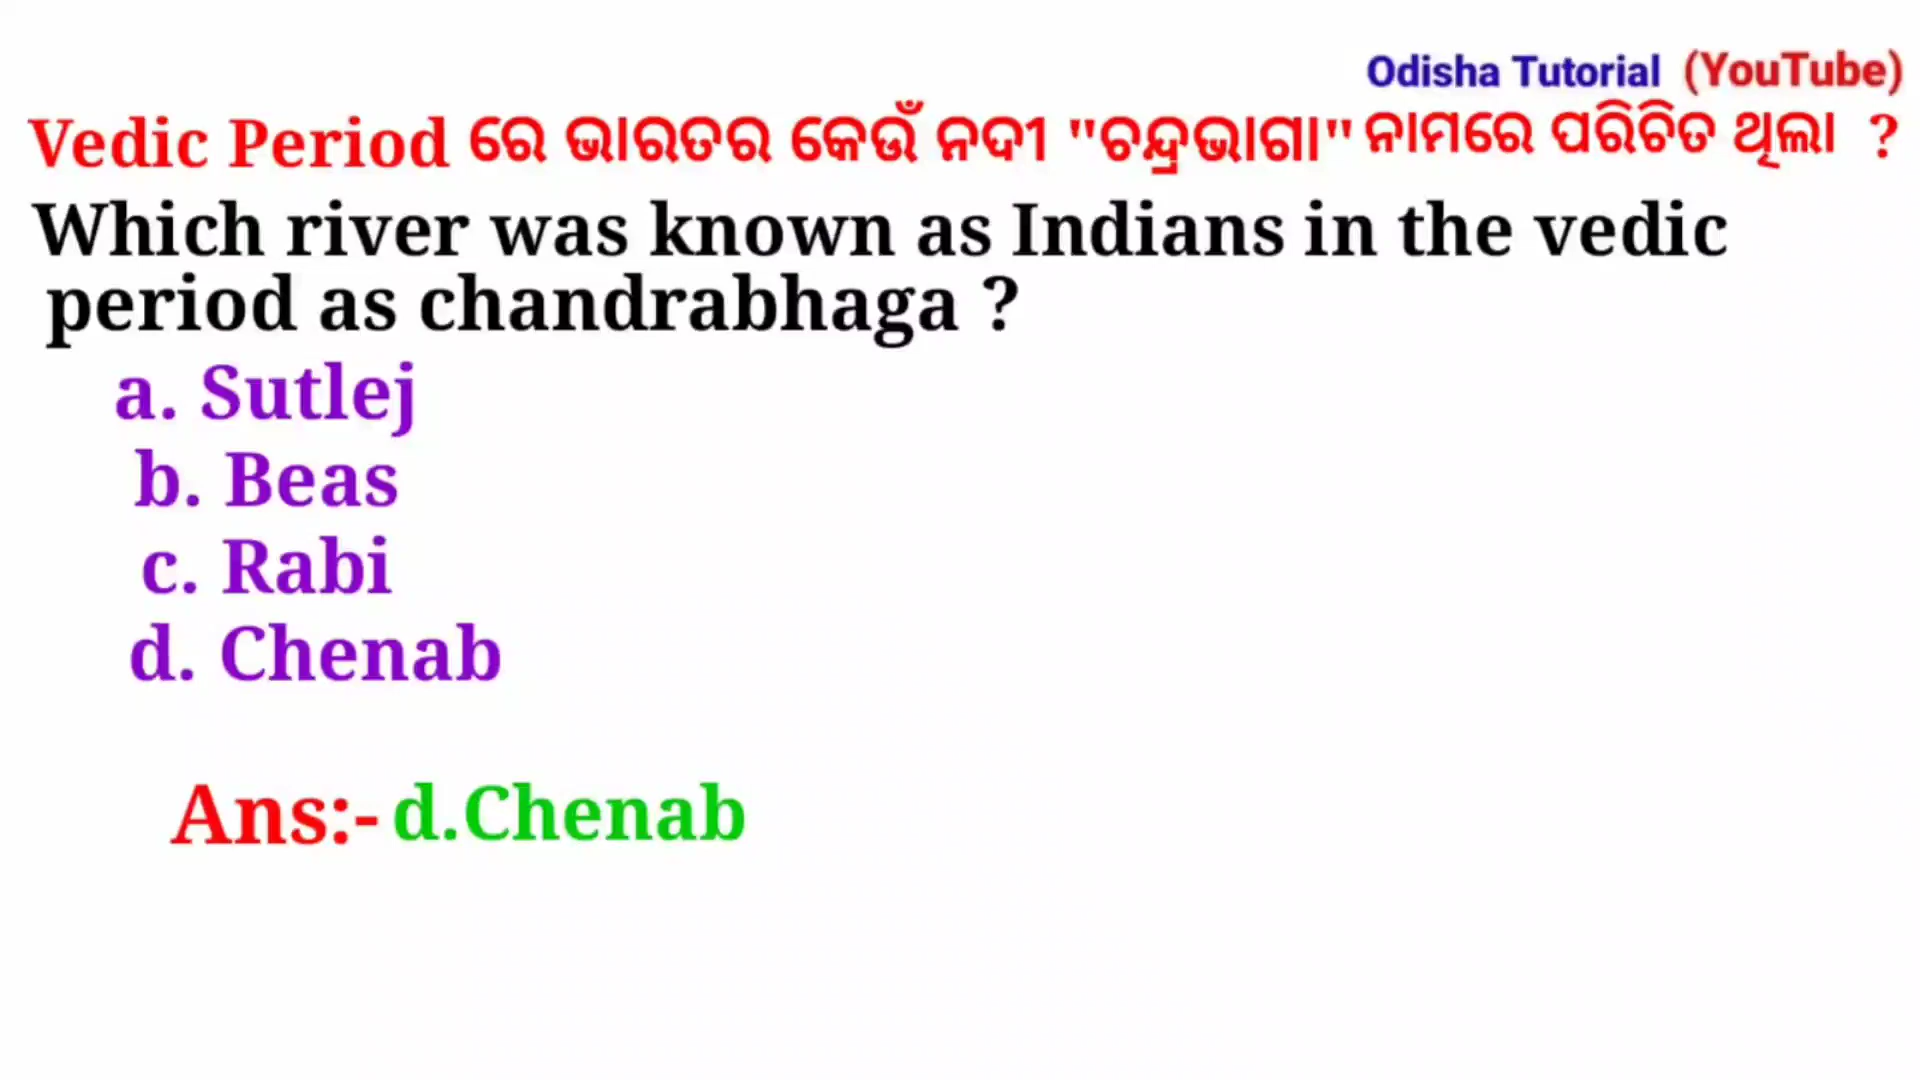 Odisha Tutorial (YouTube)
Vedic Period ରେ ଭାରତର କେଉଁ ନଦୀ "ଚନ୍ଦ୍ରଭାଗା" ନାମରେ ପରିଚିତ ଥିଲା ?
Which river was known as Indians in the vedic
period as chandrabhaga ?
a. Sutlej
b. Beas
c. Rabi
d. Chenab
Ans:- d.Chenab